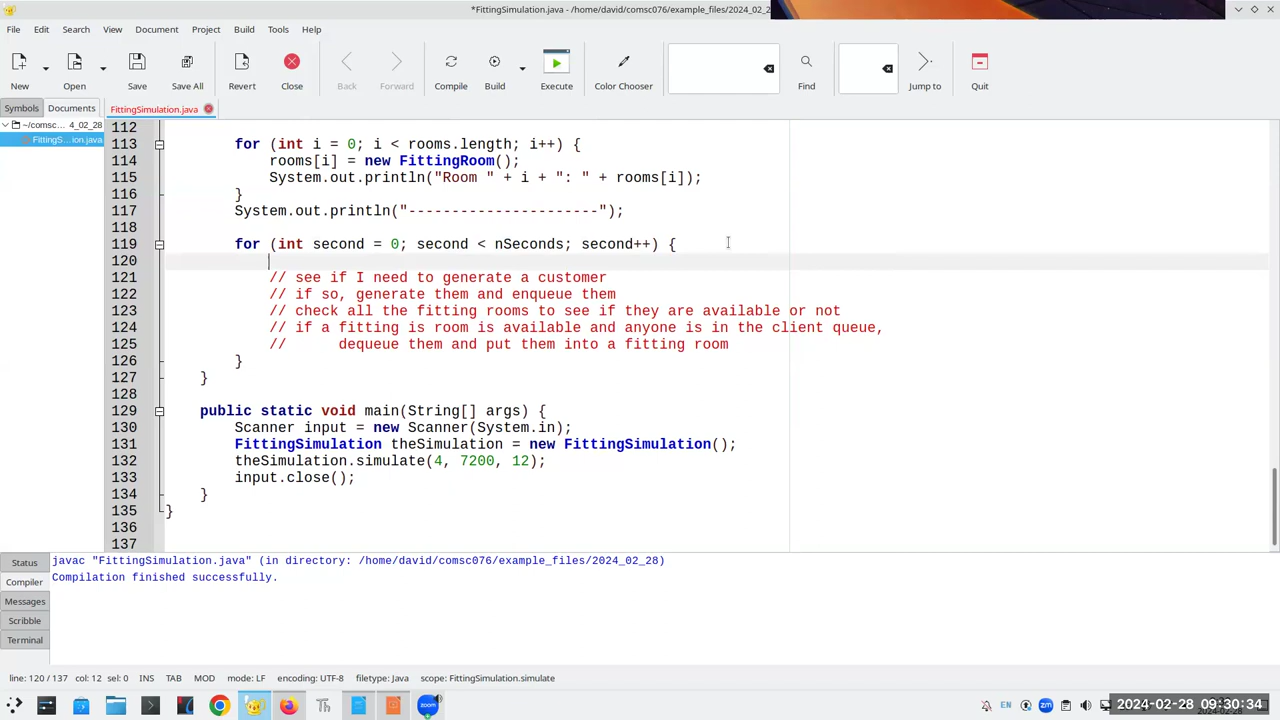 *FittingSimulation.java - /home/david/comsc076/example_files/2024_02_2
File Edit Search View Document Project Build Tools Help
New Open Save Save All Revert Close Back Forward Compile Build Execute Color Chooser Find Jump to Quit
Symbols Documents FittingSimulation.java
~/comsc... 4_02_28
FittingS...ion.java
112
113 for (int i = 0; i < rooms.length; i++) {
114 rooms[i] = new FittingRoom();
115 System.out.println("Room " + i + ": " + rooms[i]);
116 }
117 System.out.println("----------------------");
118
119 for (int second = 0; second < nSeconds; second++) {
120
121 // see if I need to generate a customer
122 // if so, generate them and enqueue them
123 // check all the fitting rooms to see if they are available or not
124 // if a fitting is room is available and anyone is in the client queue,
125 // dequeue them and put them into a fitting room
126 }
127 }
128
129 public static void main(String[] args) {
130 Scanner input = new Scanner(System.in);
131 FittingSimulation theSimulation = new FittingSimulation();
132 theSimulation.simulate(4, 7200, 12);
133 input.close();
134 }
135 }
136
137
Status
Compiler
Messages
Scribble
Terminal
javac "FittingSimulation.java" (in directory: /home/david/comsc076/example_files/2024_02_28)
Compilation finished successfully.
line: 120 / 137 col: 12 sel: 0 INS TAB MOD mode: LF encoding: UTF-8 filetype: Java scope: FittingSimulation.simulate
Th zoom EN zm 2024-02-28 09:30:34